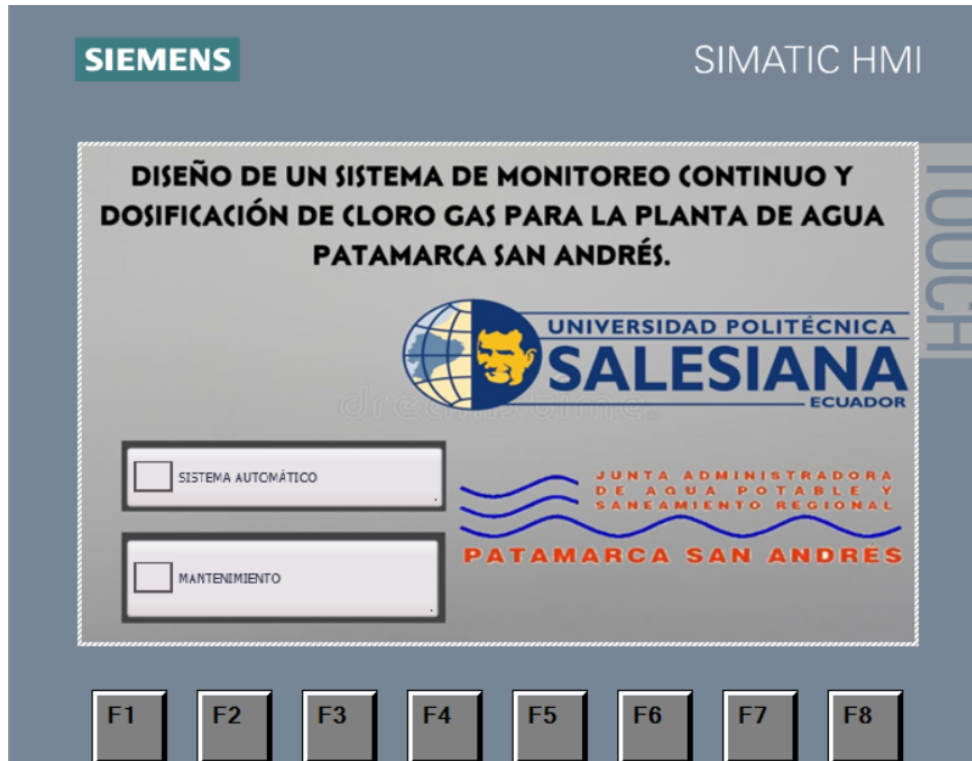 SIEMENS
SIMATIC HMI
TOUCH
DISEÑO DE UN SISTEMA DE MONITOREO CONTINUO Y
DOSIFICACIÓN DE CLORO GAS PARA LA PLANTA DE AGUA
PATAMARCA SAN ANDRÉS.
UNIVERSIDAD POLITÉCNICA
SALESIANA
ECUADOR
dreamstime.
SISTEMA AUTOMÁTICO
JUNTA ADMINISTRADORA
DE AGUA POTABLE Y
SANEAMIENTO REGIONAL
PATAMARCA SAN ANDRÉS
MANTENIMIENTO
F1 F2 F3 F4 F5 F6 F7 F8